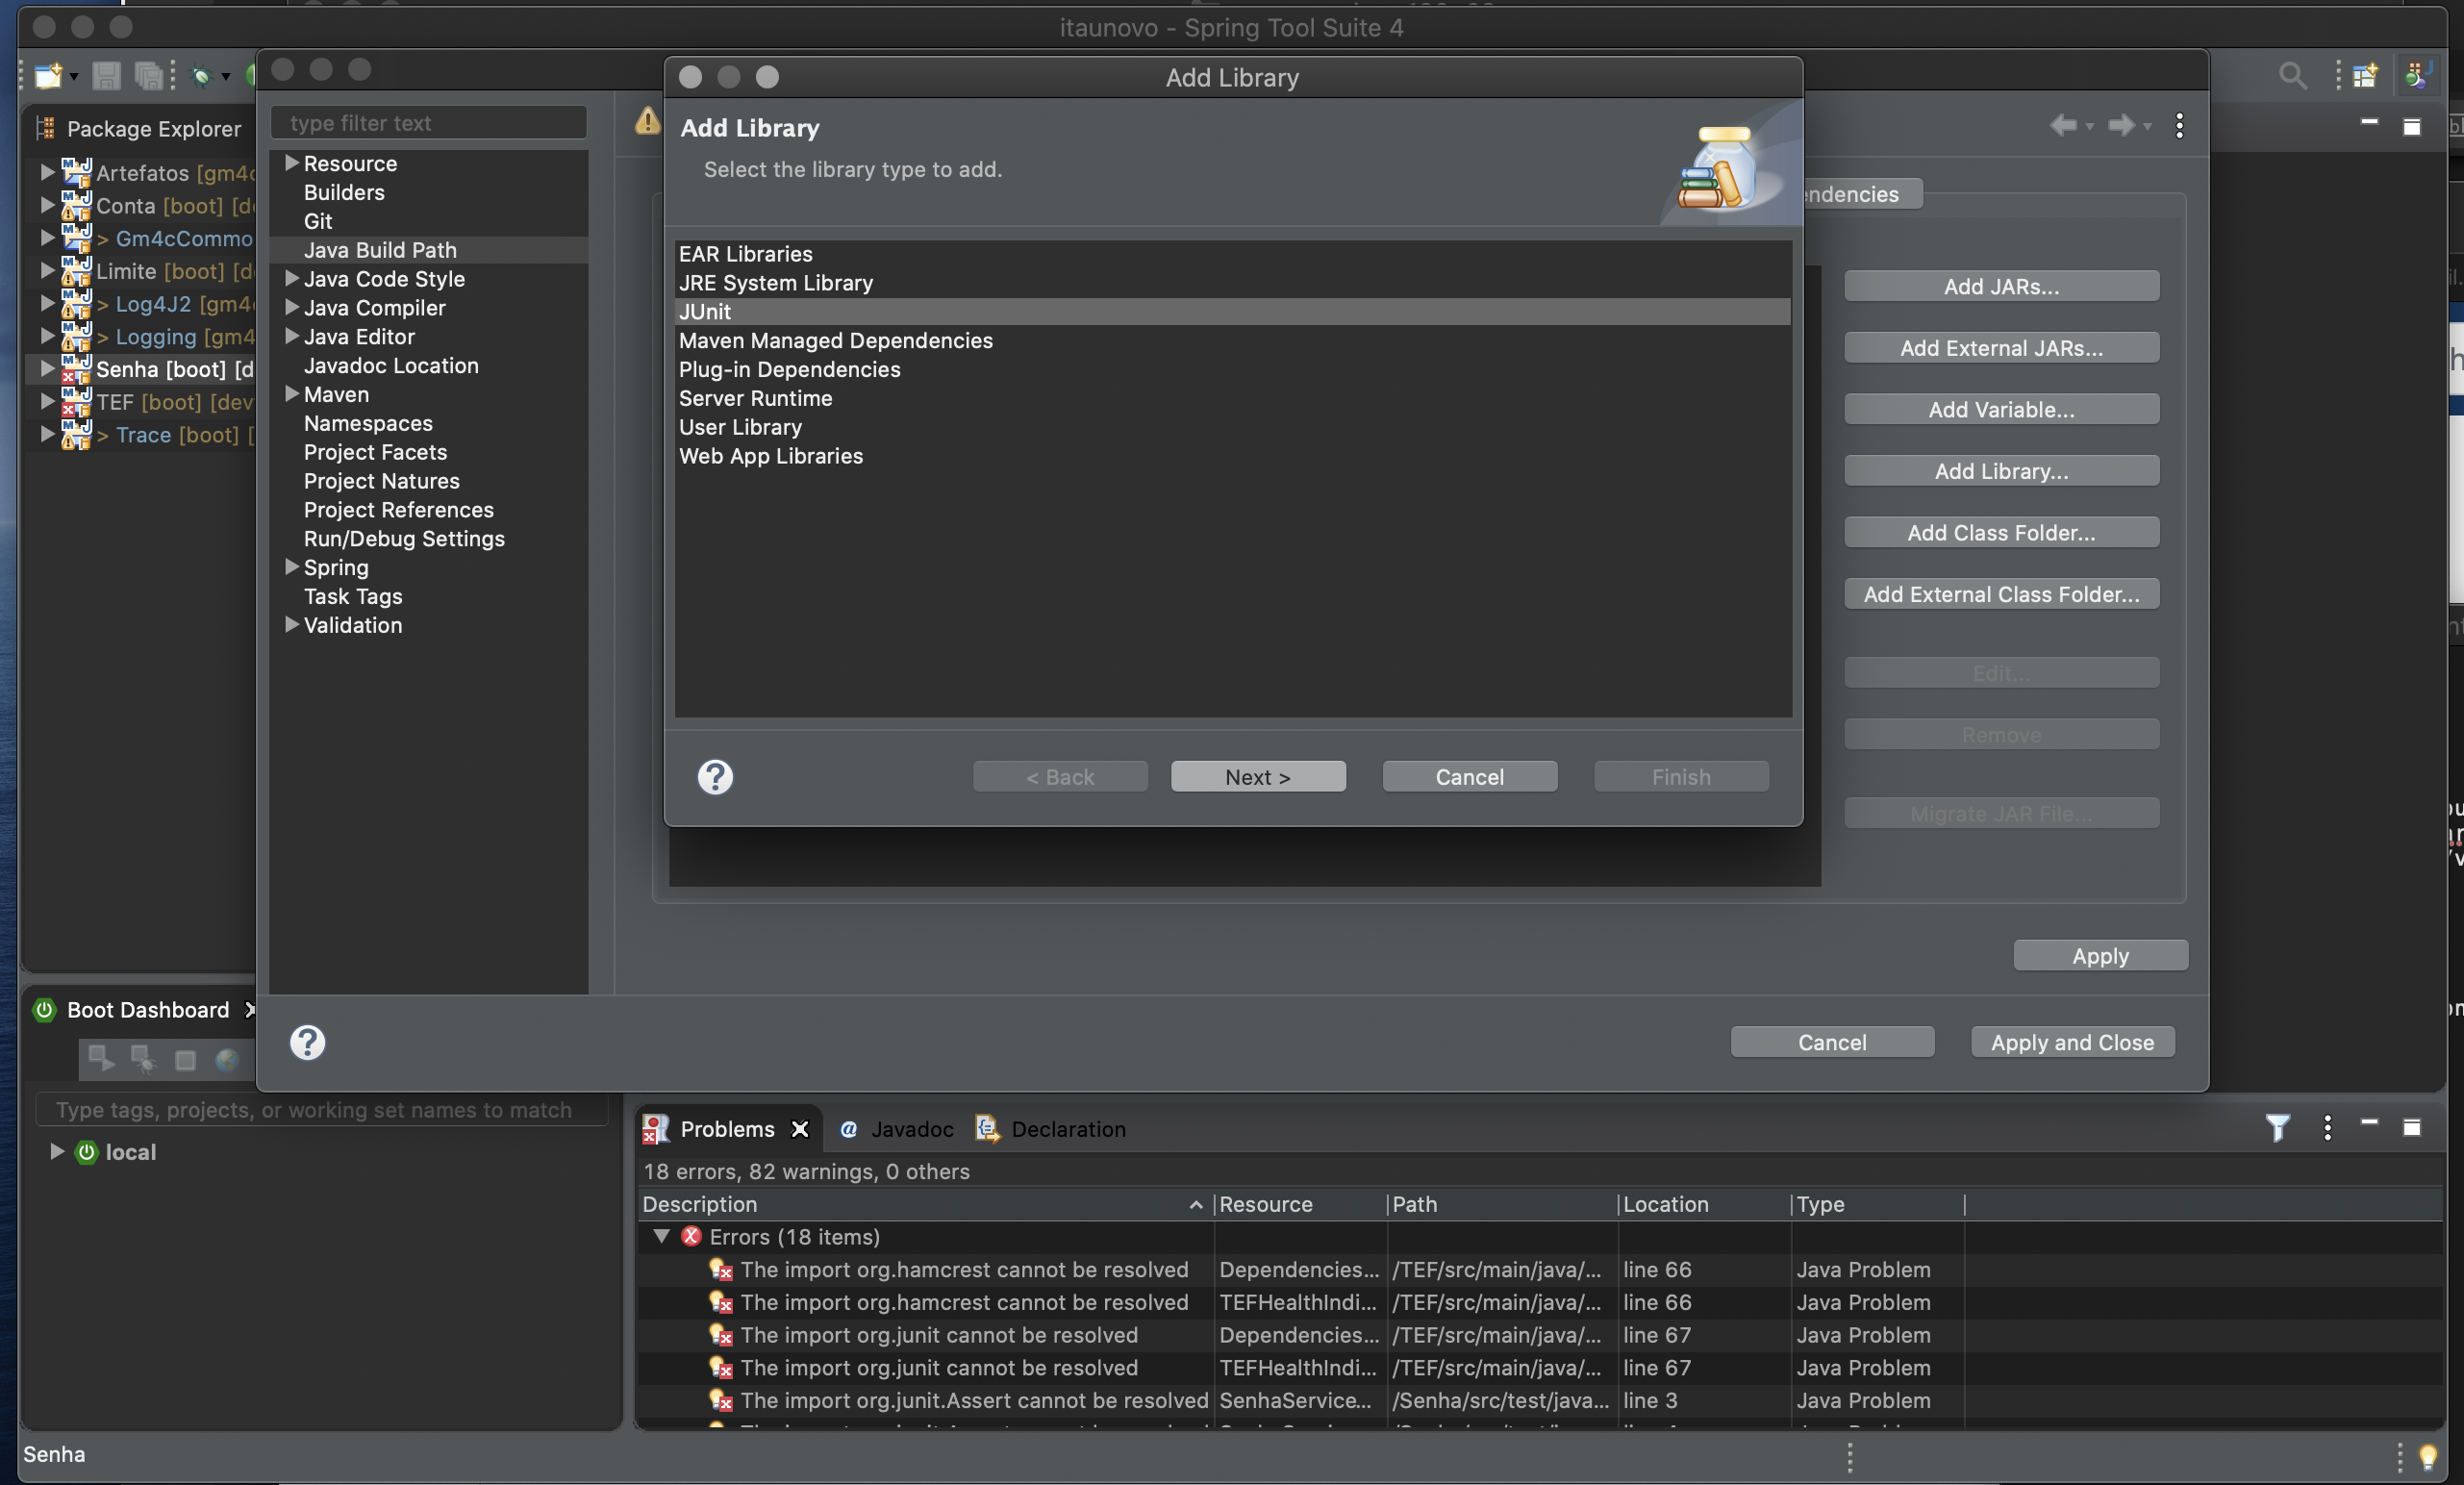 itaunovo - Spring Tool Suite 4
Package Explorer
Artefatos [gm4c
Conta [boot] [d
> Gm4cCommo
Limite [boot] [d
> Log4J2 [gm4
> Logging [gm4
Senha [boot] [d
TEF [boot] [dev
> Trace [boot] [
type filter text
Resource
Builders
Git
Java Build Path
Java Code Style
Java Compiler
Java Editor
Javadoc Location
Maven
Namespaces
Project Facets
Project Natures
Project References
Run/Debug Settings
Spring
Task Tags
Validation
Add Library
Add Library
Select the library type to add.
EAR Libraries
JRE System Library
JUnit
Maven Managed Dependencies
Plug-in Dependencies
Server Runtime
User Library
Web App Libraries
< Back
Next >
Cancel
Finish
endencies
Add JARs...
Add External JARs...
Add Variable...
Add Library...
Add Class Folder...
Add External Class Folder...
Edit...
Remove
Migrate JAR File...
Apply
Cancel
Apply and Close
Boot Dashboard
Type tags, projects, or working set names to match
local
Problems
Javadoc
Declaration
18 errors, 82 warnings, 0 others
Description Resource Path Location Type
Errors (18 items)
The import org.hamcrest cannot be resolved Dependencies... /TEF/src/main/java/... line 66 Java Problem
The import org.hamcrest cannot be resolved TEFHealthIndi... /TEF/src/main/java/... line 66 Java Problem
The import org.junit cannot be resolved Dependencies... /TEF/src/main/java/... line 67 Java Problem
The import org.junit cannot be resolved TEFHealthIndi... /TEF/src/main/java/... line 67 Java Problem
The import org.junit.Assert cannot be resolved SenhaService... /Senha/src/test/java... line 3 Java Problem
Senha